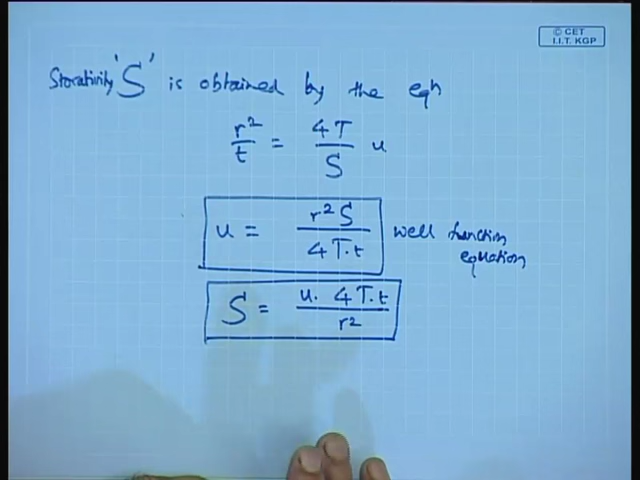 © CET
I.I.T. KGP
Storativity 'S' is obtained by the eqn
r²/t = 4T/S u
u = r²S/4T.t well function
equation
S = u. 4T.t/r²